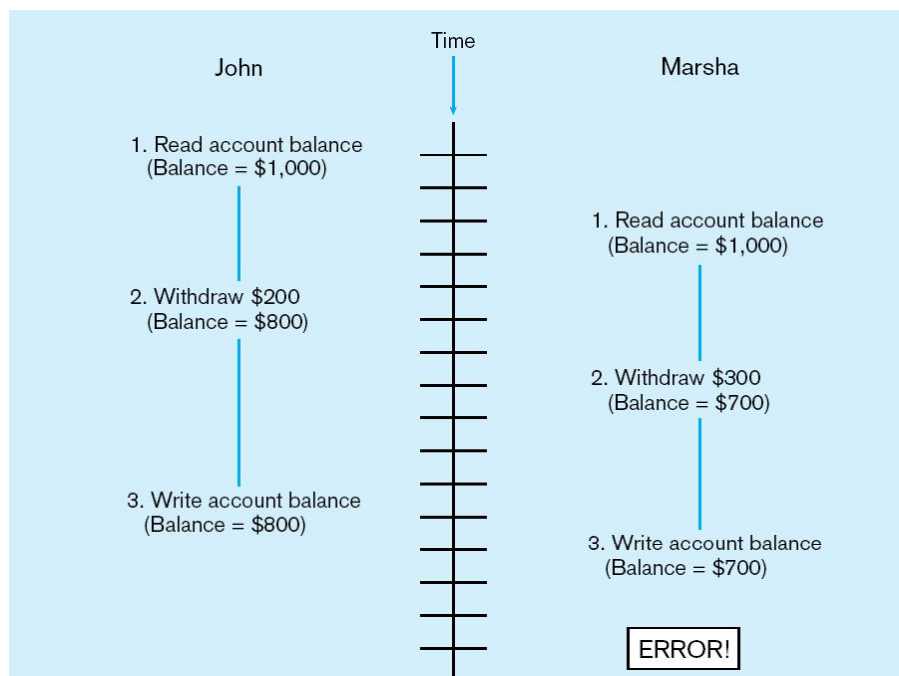 Time
John
Marsha
1. Read account balance
(Balance = $1,000)
1. Read account balance
(Balance = $1,000)
2. Withdraw $200
(Balance = $800)
2. Withdraw $300
(Balance = $700)
3. Write account balance
(Balance = $800)
3. Write account balance
(Balance = $700)
ERROR!